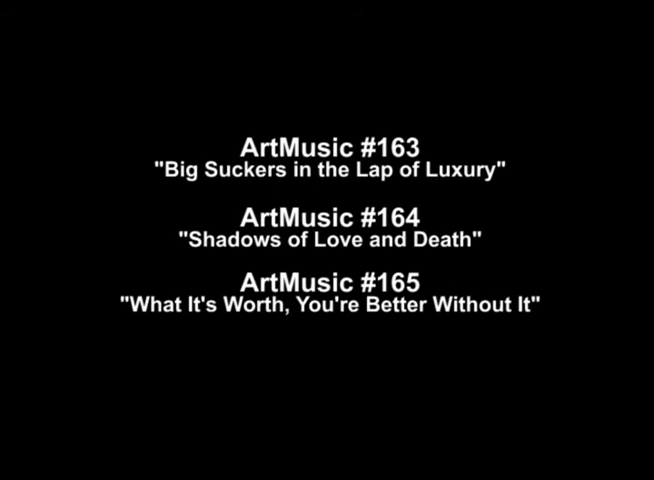 ArtMusic #163
"Big Suckers in the Lap of Luxury"
ArtMusic #164
"Shadows of Love and Death"
ArtMusic #165
"What It's Worth, You're Better Without It"